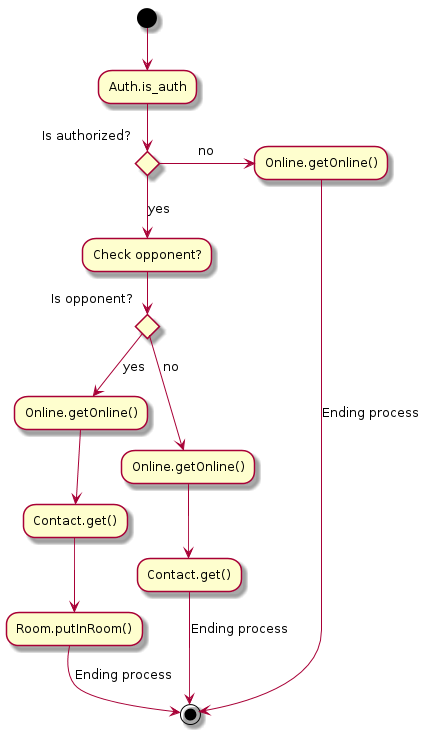 Auth.is_auth
Is authorized?
no
Online.getOnline()
yes
Check opponent?
Is opponent?
yes
no
Online.getOnline()
Ending process
Online.getOnline()
Contact.get()
Contact.get()
Room.putInRoom()
Ending process
Ending process